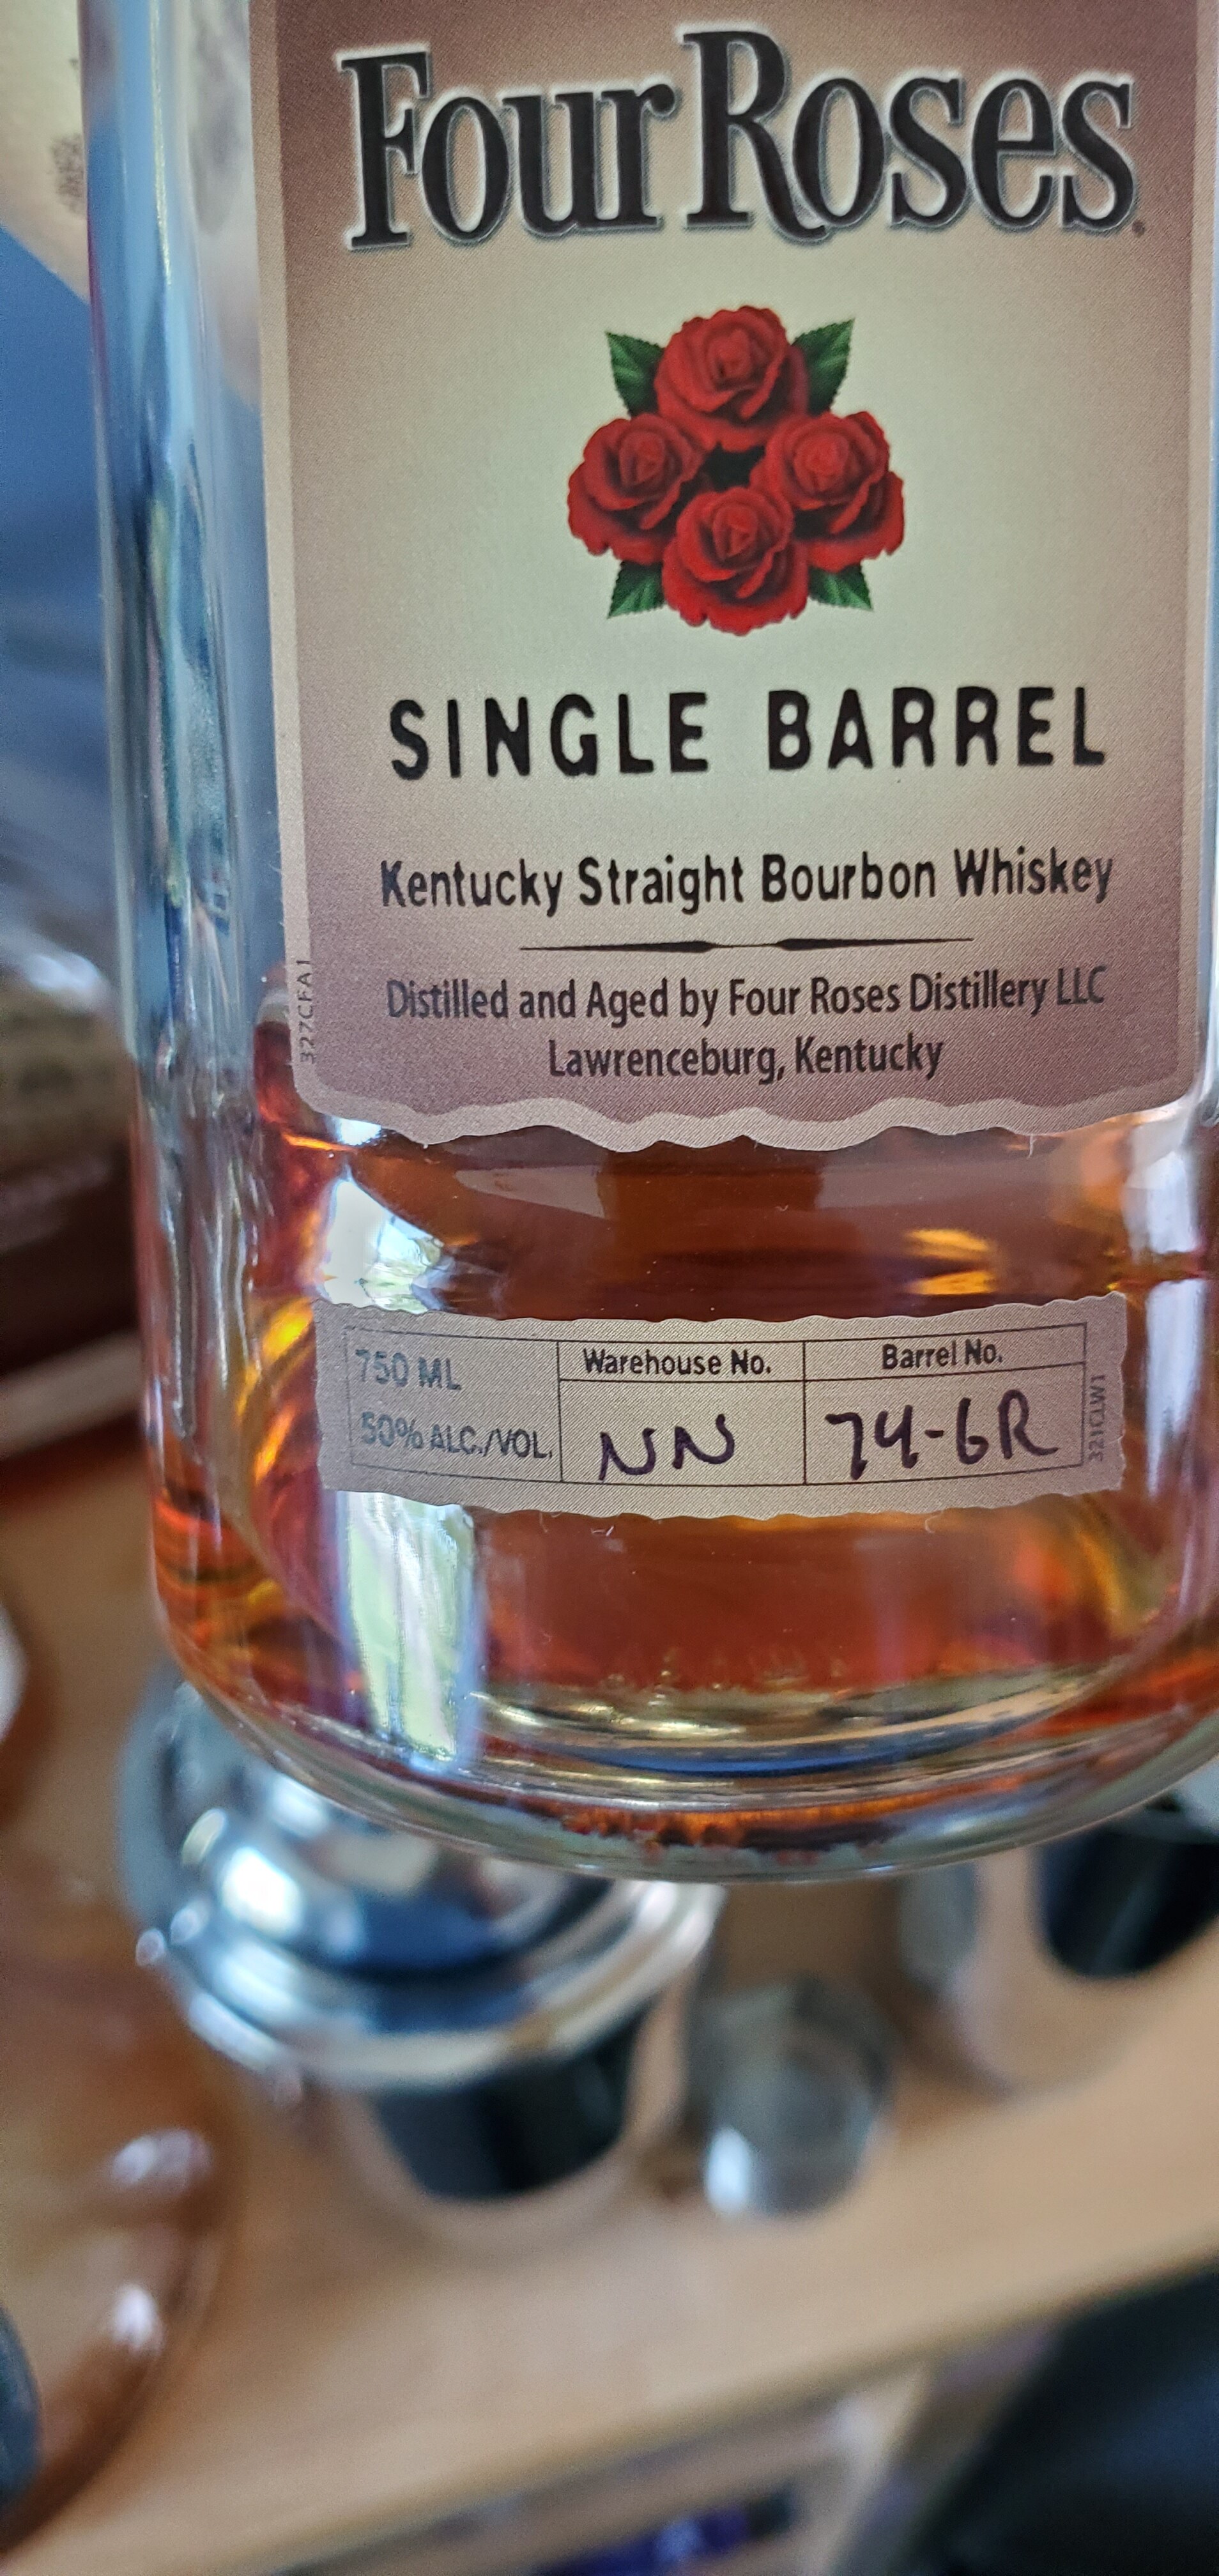 Four Roses
SINGLE BARREL
Kentucky Straight Bourbon Whiskey
Distilled and Aged by Four Roses Distillery LLC
Lawrenceburg, Kentucky
327CFA1
750 ML
50% ALC./VOL.
Warehouse No.
NN
Barrel No.
74-6R
321CLW1